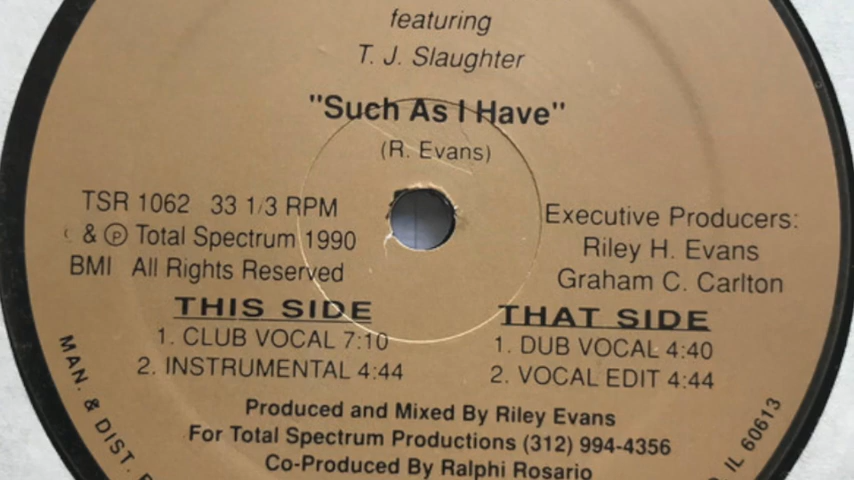 featuring
T. J. Slaughter
"Such As I Have"
(R. Evans)
TSR 1062 33 1/3 RPM
& ℗ Total Spectrum 1990
BMI All Rights Reserved
Executive Producers:
Riley H. Evans
Graham C. Carlton
THIS SIDE
1. CLUB VOCAL 7:10
2. INSTRUMENTAL 4:44
THAT SIDE
1. DUB VOCAL 4:40
2. VOCAL EDIT 4:44
Produced and Mixed By Riley Evans
For Total Spectrum Productions (312) 994-4356
Co-Produced By Ralphi Rosario
MAN. & DIST. IL 60613